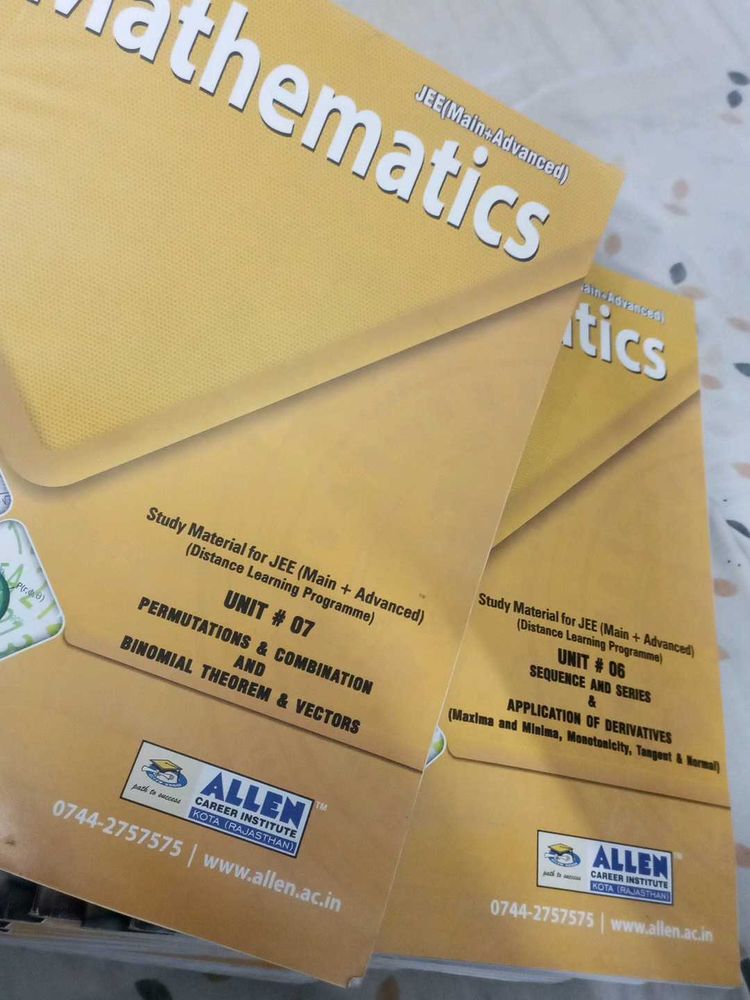 Mathematics
JEE(Main+Advanced)
Study Material for JEE (Main + Advanced)
(Distance Learning Programme)
UNIT # 07
PERMUTATIONS & COMBINATION
AND
BINOMIAL THEOREM & VECTORS
path to success
ALLEN TM
CAREER INSTITUTE
KOTA (RAJASTHAN)
0744-2757575 | www.allen.ac.in
ain+Advanced)
tics
Study Material for JEE (Main + Advanced)
(Distance Learning Programme)
UNIT # 06
SEQUENCE AND SERIES
&
APPLICATION OF DERIVATIVES
(Maxima and Minima, Monotonicity, Tangent & Normal)
path to success
ALLEN TM
CAREER INSTITUTE
KOTA (RAJASTHAN)
0744-2757575 | www.allen.ac.in